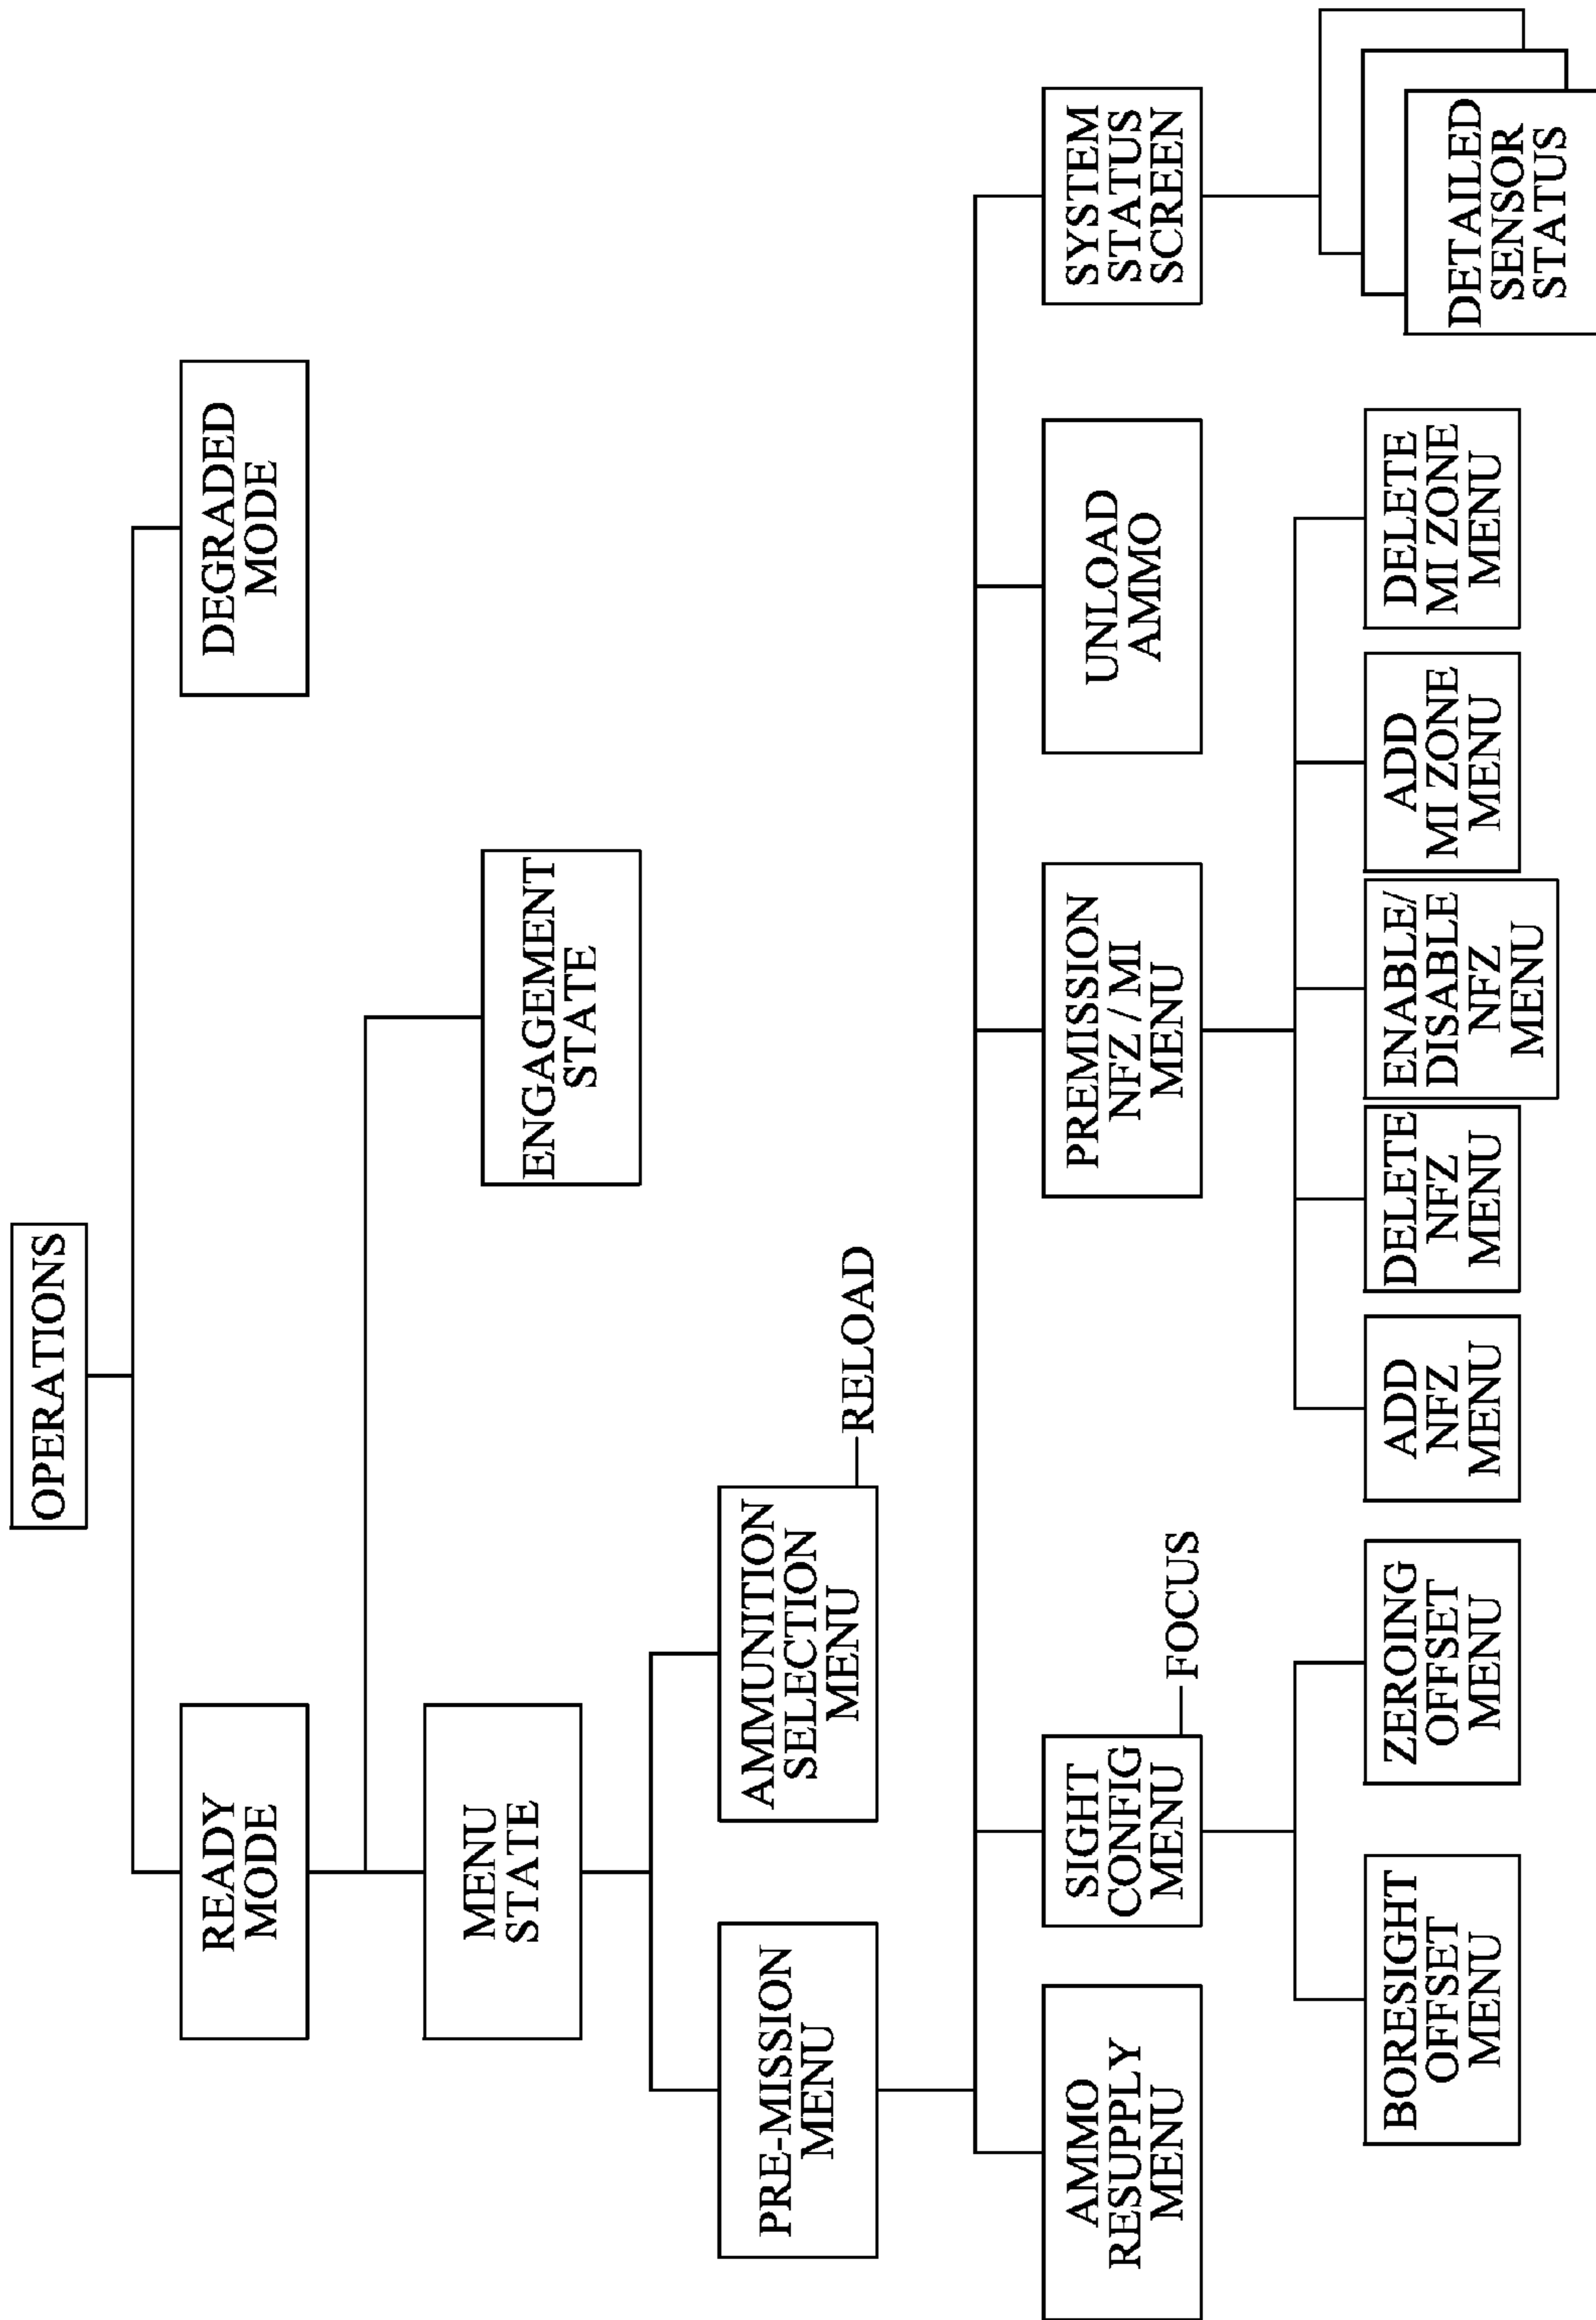 OPERATIONS
READY
MODE
DEGRADED
MODE
MENU
STATE
ENGAGEMENT
STATE
PRE-MISSION
MENU
AMMUNITION
SELECTION
MENU
RELOAD
AMMO
RESUPPLY
MENU
SIGHT
CONFIG
MENU
FOCUS
PREMISSION
NFZ / MI
MENU
UNLOAD
AMMO
SYSTEM
STATUS
SCREEN
BORESIGHT
OFFSET
MENU
ZEROING
OFFSET
MENU
ADD
NFZ
MENU
DELETE
NFZ
MENU
ENABLE/
DISABLE
NFZ
MENU
ADD
MI ZONE
MENU
DELETE
MI ZONE
MENU
DETAILED
SENSOR
STATUS